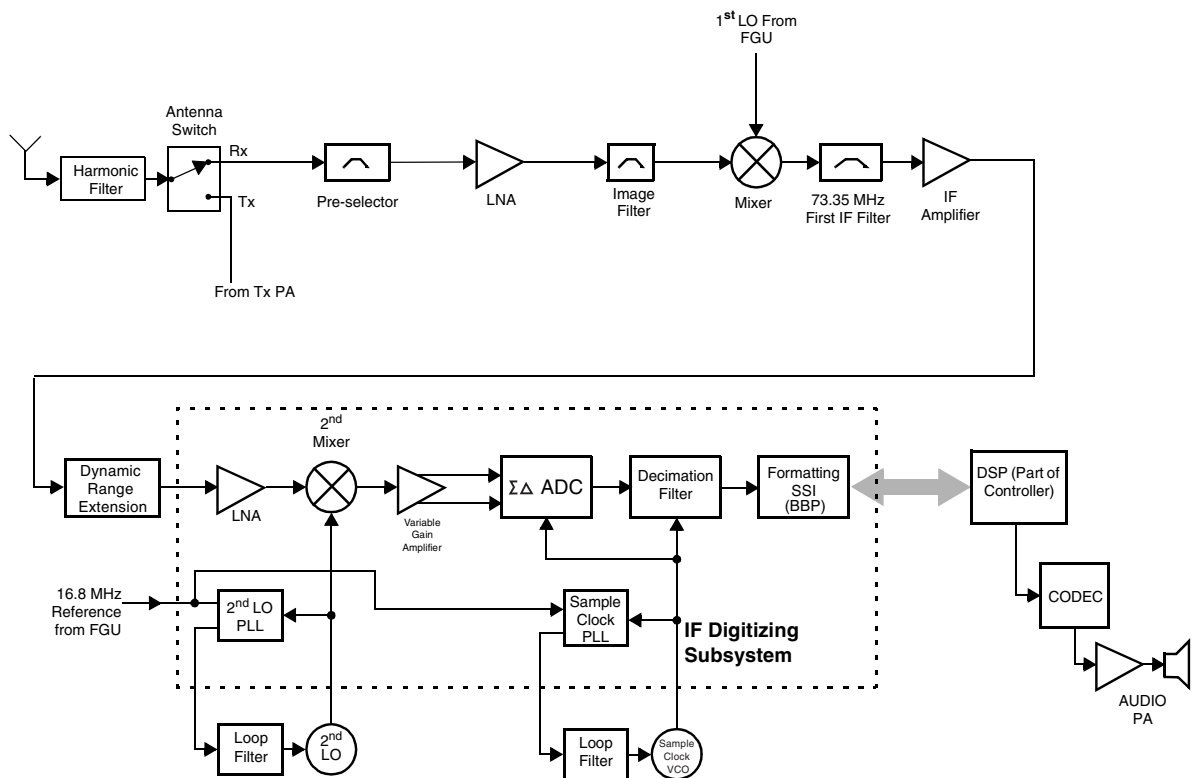 1st LO From
FGU
Antenna
Switch
Rx
Harmonic
Filter
Tx
Pre-selector
LNA
Image
Filter
Mixer
73.35 MHz
First IF Filter
IF
Amplifier
From Tx PA
2nd
Mixer
Dynamic
Range
Extension
LNA
Variable
Gain
Amplifier
ΣΔ ADC
Decimation
Filter
Formatting
SSI
(BBP)
DSP (Part of
Controller)
16.8 MHz
Reference
from FGU
2nd LO
PLL
Sample
Clock
PLL
IF Digitizing
Subsystem
CODEC
AUDIO
PA
Loop
Filter
2nd
LO
Loop
Filter
Sample
Clock
VCO